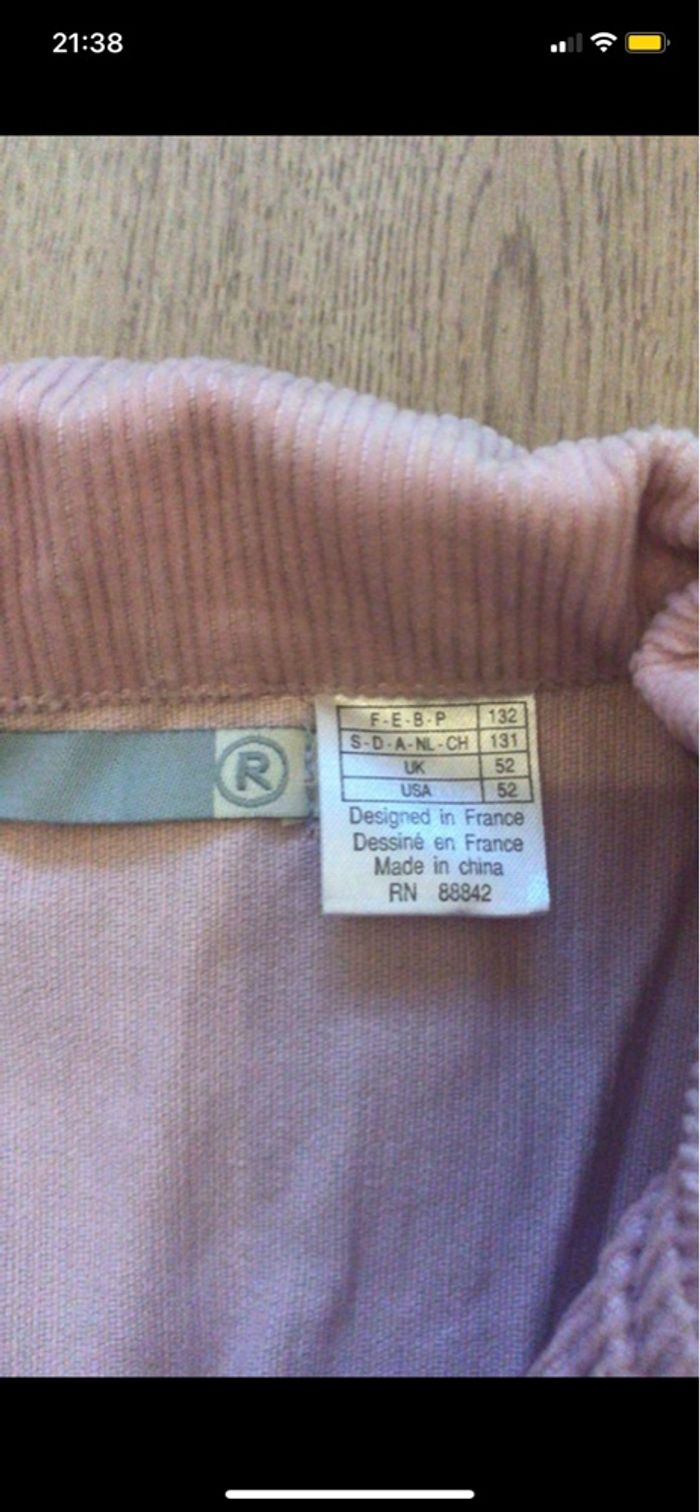 21:38
F-E-B-P 132
S-D-A-NL-CH 131
UK 52
USA 52
R
Designed in France
Dessiné en France
Made in china
RN 88842